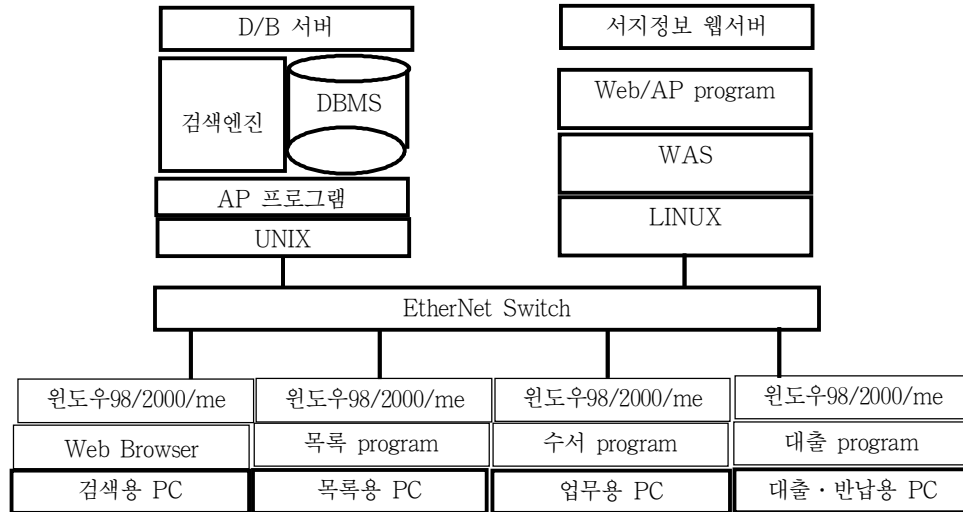 D/B 서버
서지정보 웹서버
검색엔진
DBMS
Web/AP program
WAS
AP 프로그램
LINUX
UNIX
EtherNet Switch
윈도우98/2000/me
윈도우98/2000/me
윈도우98/2000/me
윈도우98/2000/me
Web Browser
목록 program
수서 program
대출 program
검색용 PC
목록용 PC
업무용 PC
대출·반납용 PC